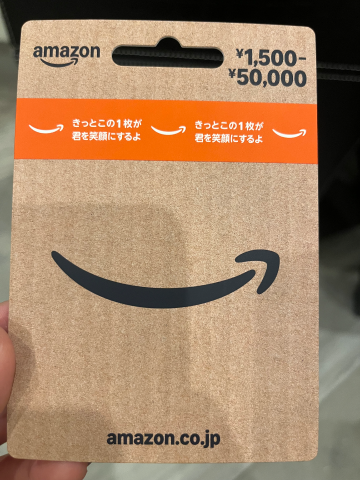 amazon
¥1,500-
¥50,000
きっとこの1枚が
君を笑顔にするよ
きっとこの1枚が
君を笑顔にするよ
amazon.co.jp